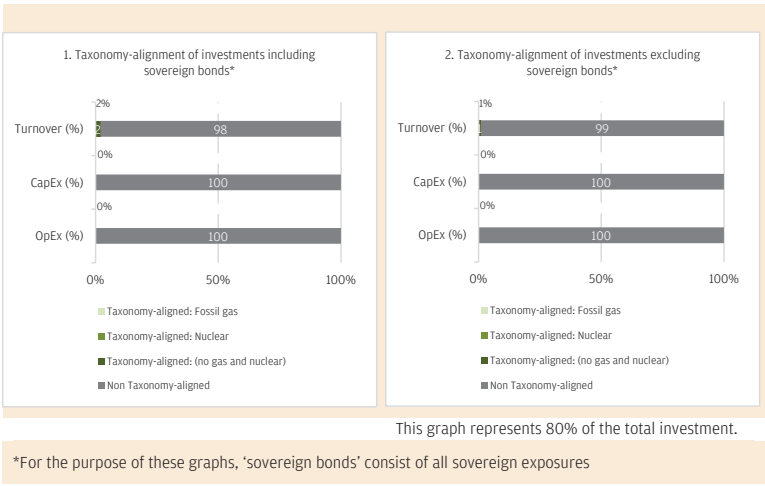 1. Taxonomy-alignment of investments including
sovereign bonds*
2%
Turnover (%)
2
98
0%
CapEx (%)
100
0%
OpEx (%)
100
0%
50%
100%
Taxonomy-aligned: Fossil gas
Taxonomy-aligned: Nuclear
Taxonomy-aligned: (no gas and nuclear)
Non Taxonomy-aligned
2. Taxonomy-alignment of investments excluding
sovereign bonds*
1%
Turnover (%)
1
99
0%
CapEx (%)
100
0%
OpEx (%)
100
0%
50%
100%
Taxonomy-aligned: Fossil gas
Taxonomy-aligned: Nuclear
Taxonomy-aligned: (no gas and nuclear)
Non Taxonomy-aligned
This graph represents 80% of the total investment.
*For the purpose of these graphs, ‘sovereign bonds’ consist of all sovereign exposures